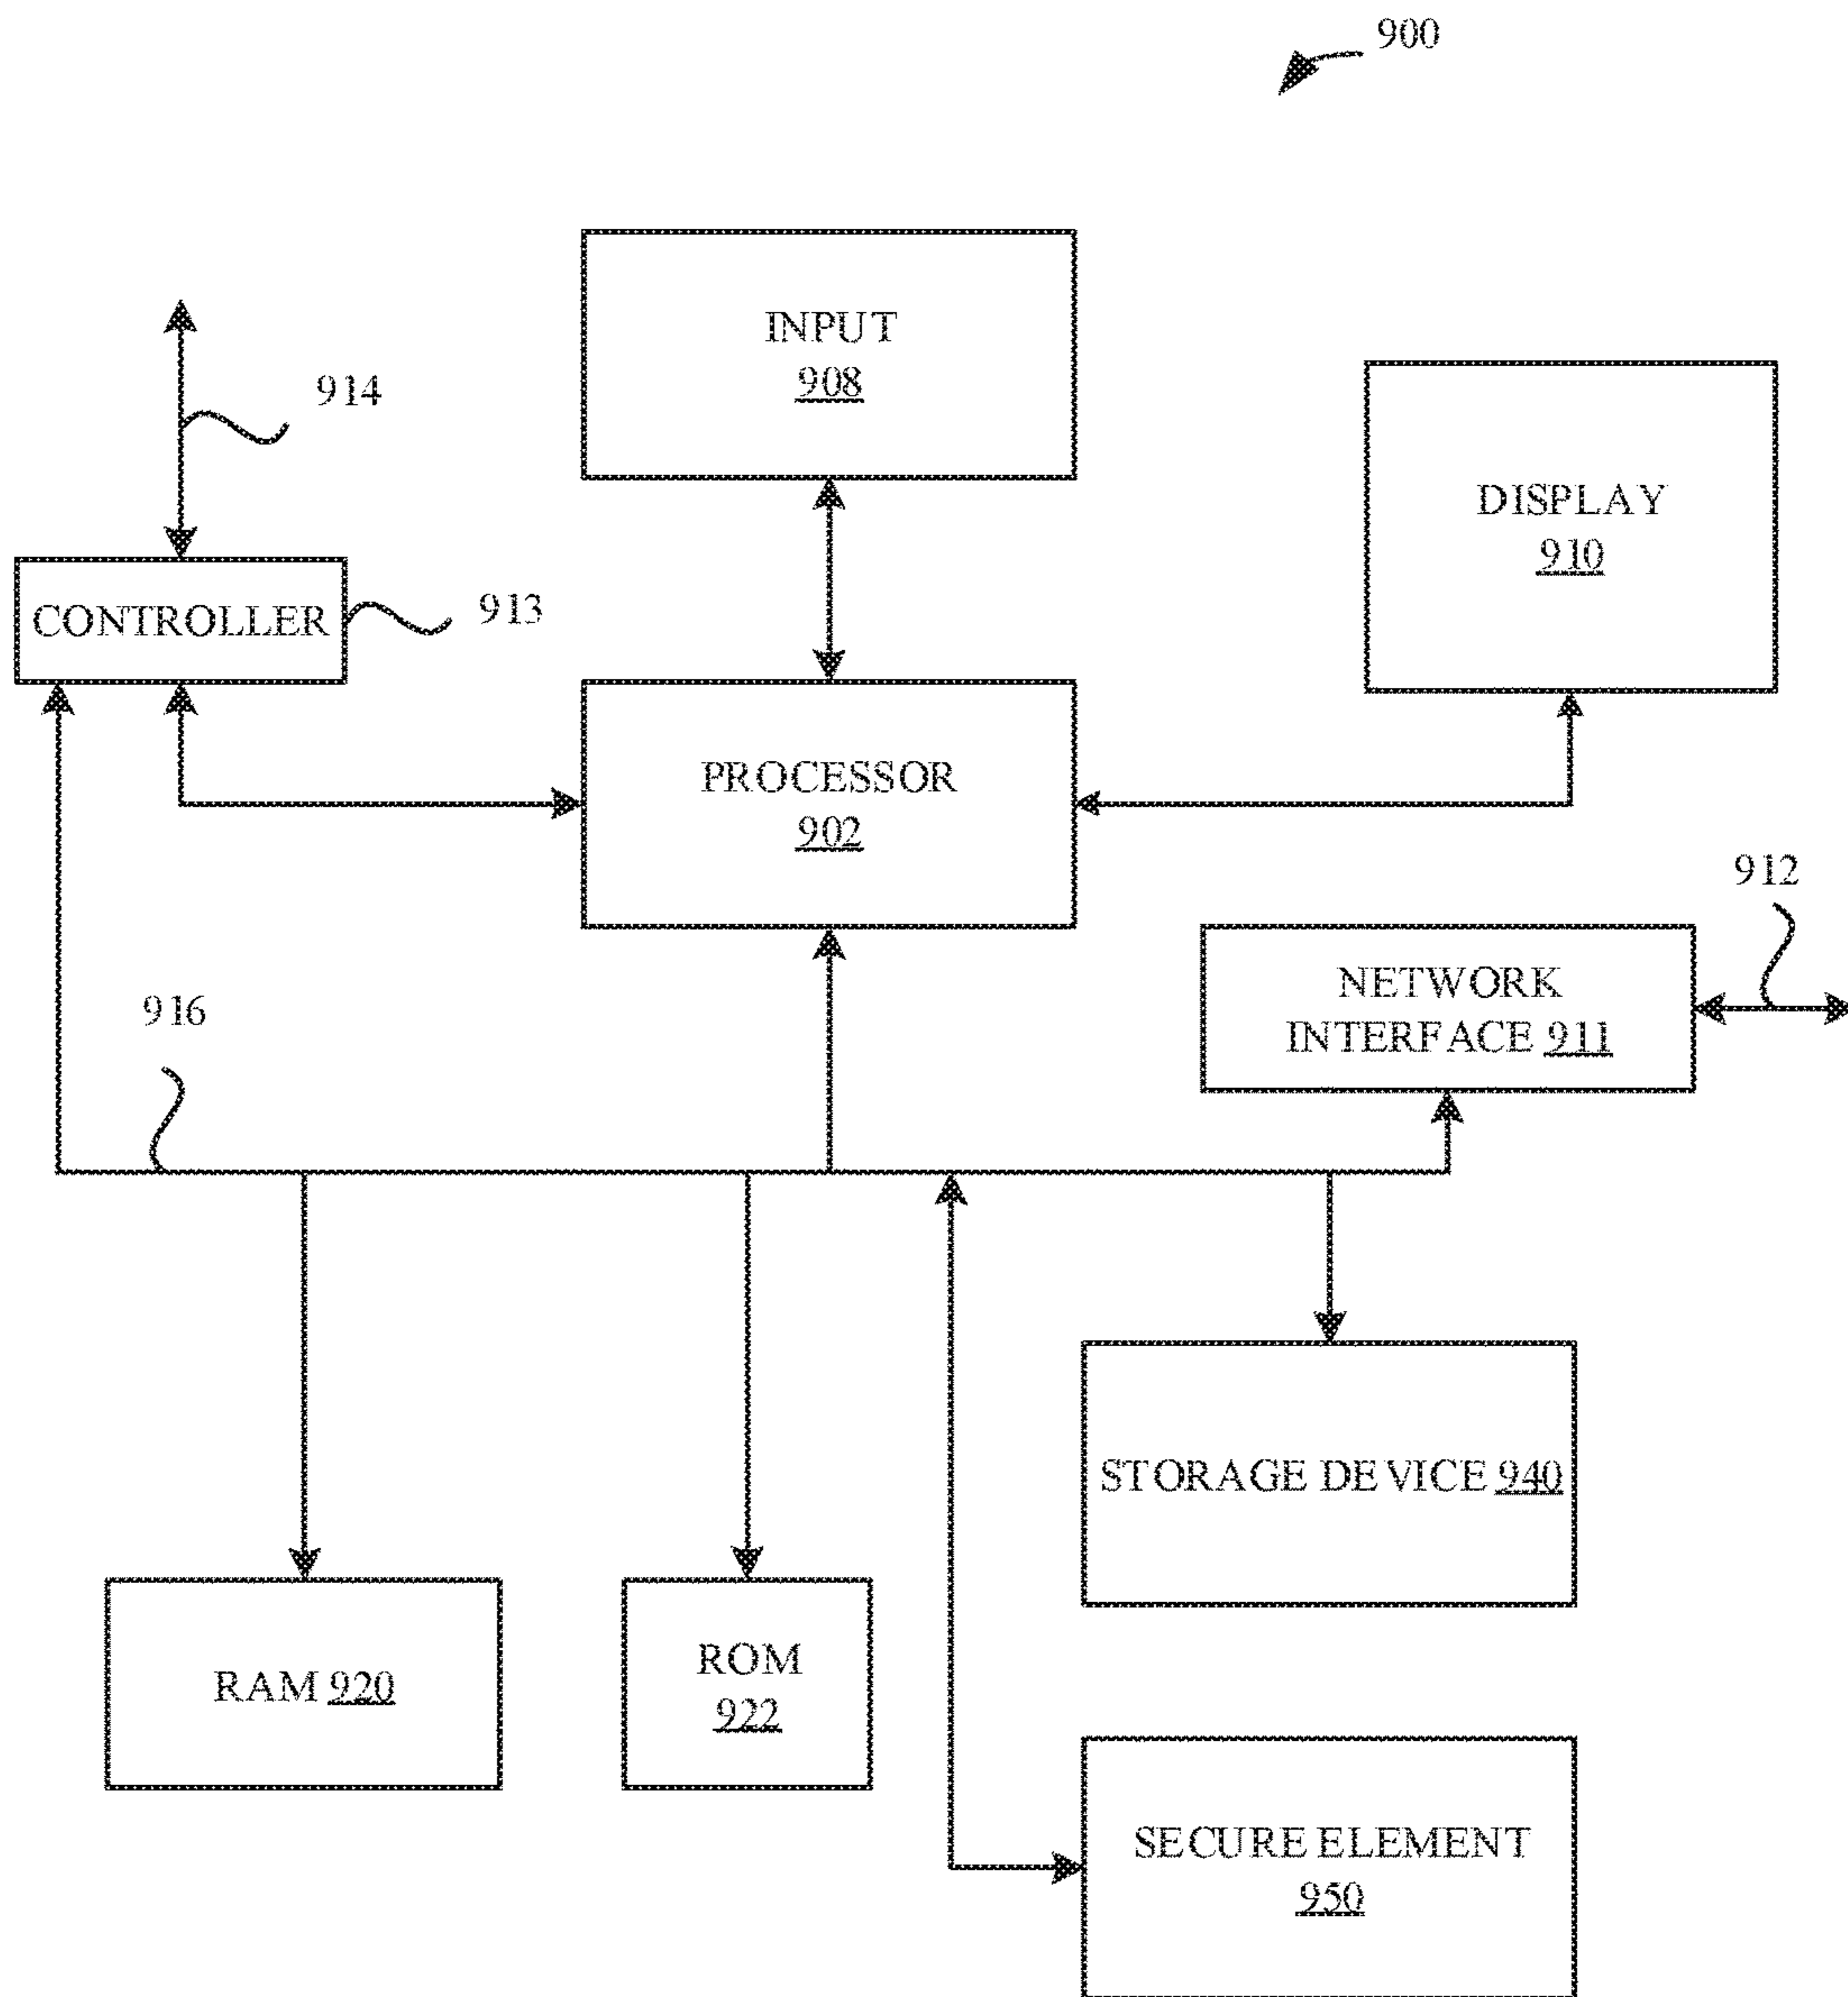 900
INPUT
908
914
DISPLAY
910
CONTROLLER
913
PROCESSOR
902
912
NETWORK
INTERFACE 911
916
STORAGE DEVICE 940
RAM 920
ROM
922
SECURE ELEMENT
950